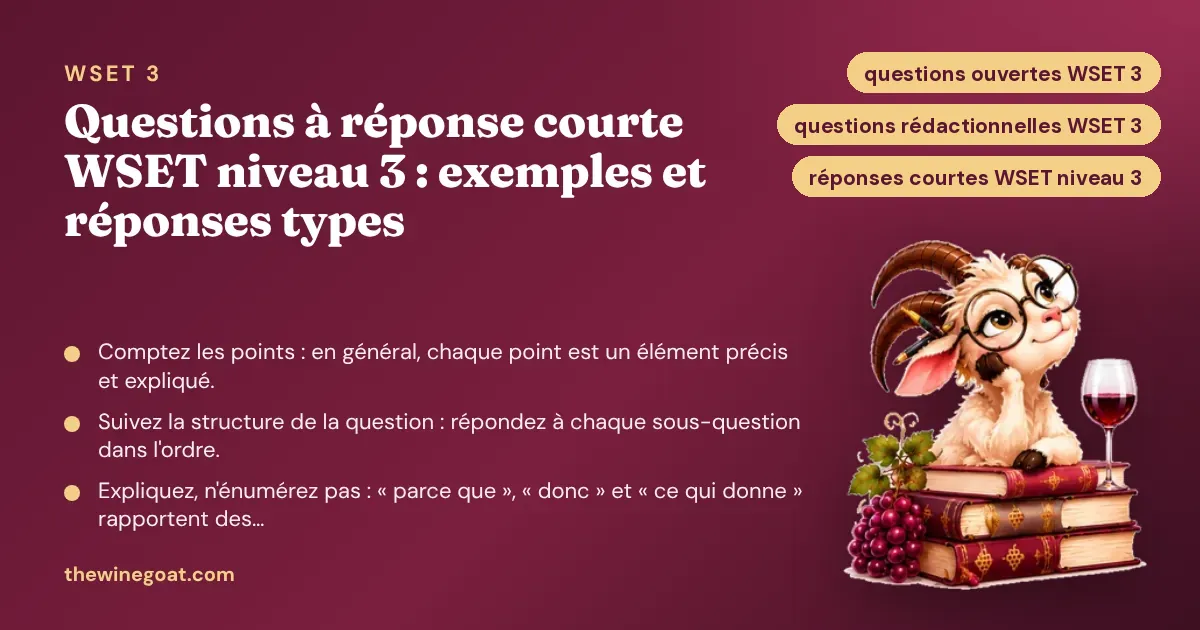 WSET 3
Questions à réponse courte
WSET niveau 3 : exemples et
réponses types
questions ouvertes WSET 3
questions rédactionnelles WSET 3
réponses courtes WSET niveau 3
Comptez les points : en général, chaque point est un élément précis
et expliqué.
Suivez la structure de la question : répondez à chaque sous-question
dans l'ordre.
Expliquez, n'énumérez pas : « parce que », « donc » et « ce qui donne »
rapportent des…
thewinegoat.com